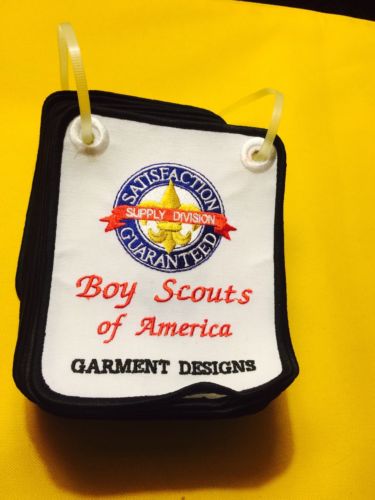 SATISFACTION
SUPPLY DIVISION
GUARANTEED
Boy Scouts
of America
GARMENT DESIGNS